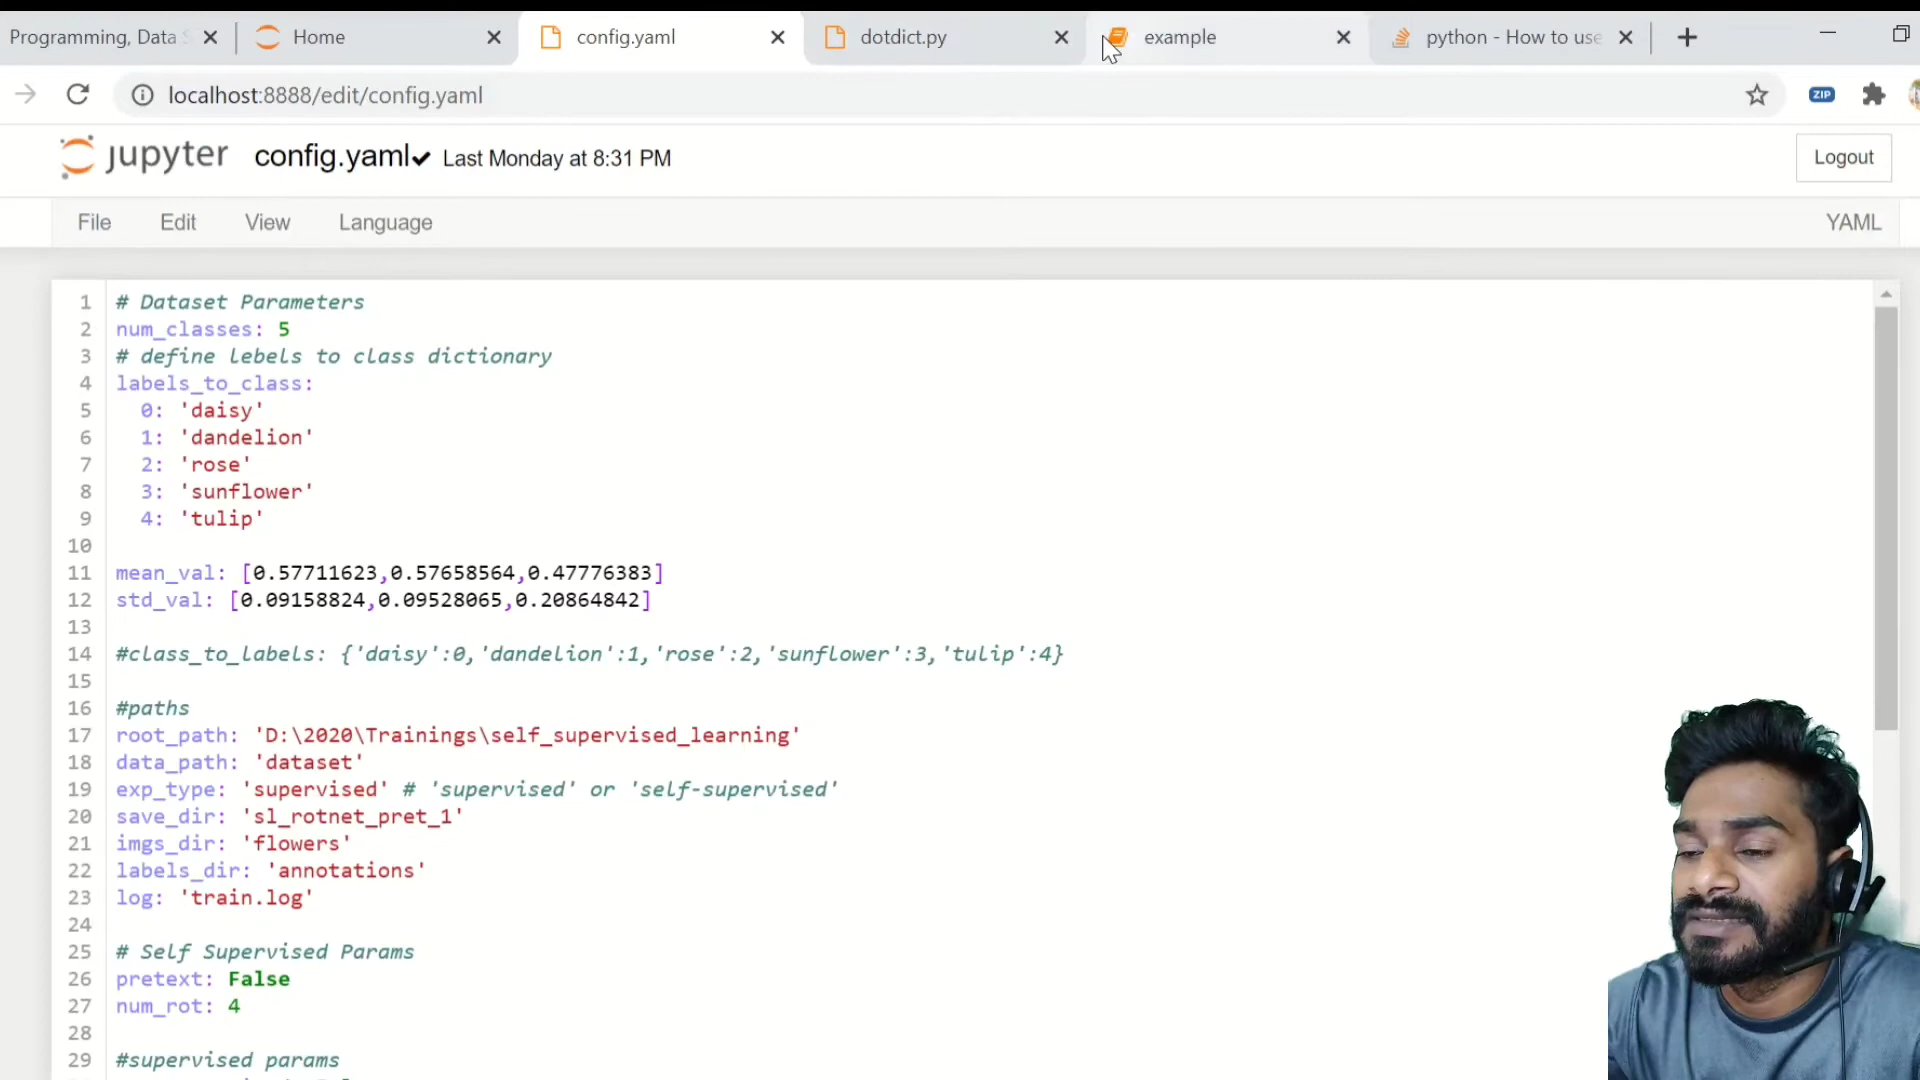 Programming, Data S
Home
config.yaml
dotdict.py
example
python - How to use
localhost:8888/edit/config.yaml
ZIP
jupyter
config.yaml
Last Monday at 8:31 PM
Logout
File
Edit
View
Language
YAML
1 # Dataset Parameters
2 num_classes: 5
3 # define lebels to class dictionary
4 labels_to_class:
5 0: 'daisy'
6 1: 'dandelion'
7 2: 'rose'
8 3: 'sunflower'
9 4: 'tulip'
10
11 mean_val: [0.57711623,0.57658564,0.47776383]
12 std_val: [0.09158824,0.09528065,0.20864842]
13
14 #class_to_labels: {'daisy':0,'dandelion':1,'rose':2,'sunflower':3,'tulip':4}
15
16 #paths
17 root_path: 'D:\2020\Trainings\self_supervised_learning'
18 data_path: 'dataset'
19 exp_type: 'supervised' # 'supervised' or 'self-supervised'
20 save_dir: 'sl_rotnet_pret_1'
21 imgs_dir: 'flowers'
22 labels_dir: 'annotations'
23 log: 'train.log'
24
25 # Self Supervised Params
26 pretext: False
27 num_rot: 4
28
29 #supervised params